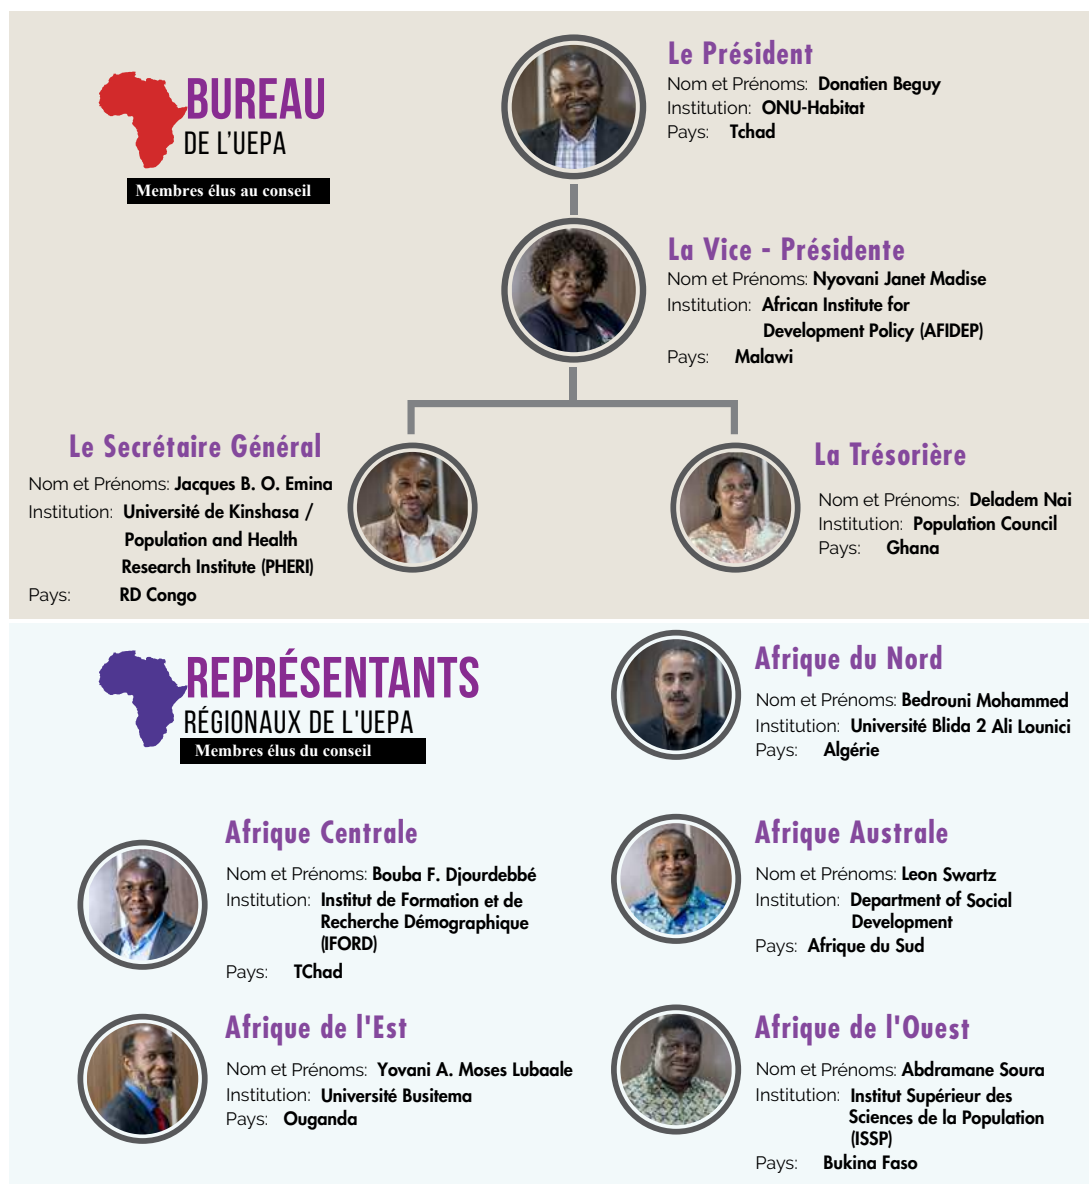 BUREAU
DE L'UEPA
Membres élus au conseil
Le Président
Nom et Prénoms: Donatien Beguy
Institution: ONU-Habitat
Pays: Tchad
La Vice - Présidente
Nom et Prénoms: Nyovani Janet Madise
Institution: African Institute for
Development Policy (AFIDEP)
Pays: Malawi
Le Secrétaire Général
Nom et Prénoms: Jacques B. O. Emina
Institution: Université de Kinshasa /
Population and Health
Research Institute (PHERI)
Pays: RD Congo
La Trésorière
Nom et Prénoms: Deladem Nai
Institution: Population Council
Pays: Ghana
REPRÉSENTANTS
RÉGIONAUX DE L'UEPA
Membres élus du conseil
Afrique du Nord
Nom et Prénoms: Bedrouni Mohammed
Institution: Université Blida 2 Ali Lounici
Pays: Algérie
Afrique Centrale
Nom et Prénoms: Bouba F. Djourdebbé
Institution: Institut de Formation et de
Recherche Démographique
(IFORD)
Pays: TChad
Afrique Australe
Nom et Prénoms: Leon Swartz
Institution: Department of Social
Development
Pays: Afrique du Sud
Afrique de l'Est
Nom et Prénoms: Yovani A. Moses Lubaale
Institution: Université Busitema
Pays: Ouganda
Afrique de l'Ouest
Nom et Prénoms: Abdramane Soura
Institution: Institut Supérieur des
Sciences de la Population
(ISSP)
Pays: Bukina Faso